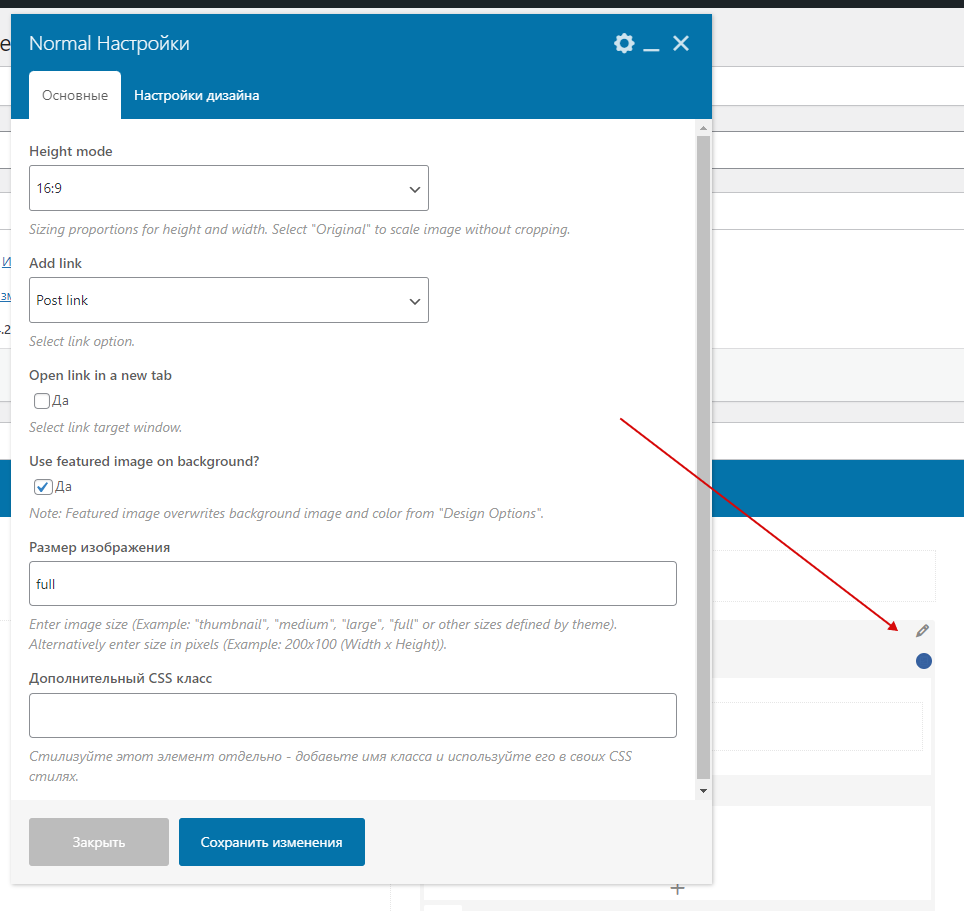 Normal Настройки
Основные
Настройки дизайна
Height mode
16:9
Sizing proportions for height and width. Select "Original" to scale image without cropping.
Add link
Post link
Select link option.
Open link in a new tab
Да
Select link target window.
Use featured image on background?
Да
Note: Featured image overwrites background image and color from "Design Options".
Размер изображения
full
Enter image size (Example: "thumbnail", "medium", "large", "full" or other sizes defined by theme).
Alternatively enter size in pixels (Example: 200x100 (Width x Height)).
Дополнительный CSS класс
Стилизуйте этот элемент отдельно - добавьте имя класса и используйте его в своих CSS
стилях.
Закрыть
Сохранить изменения